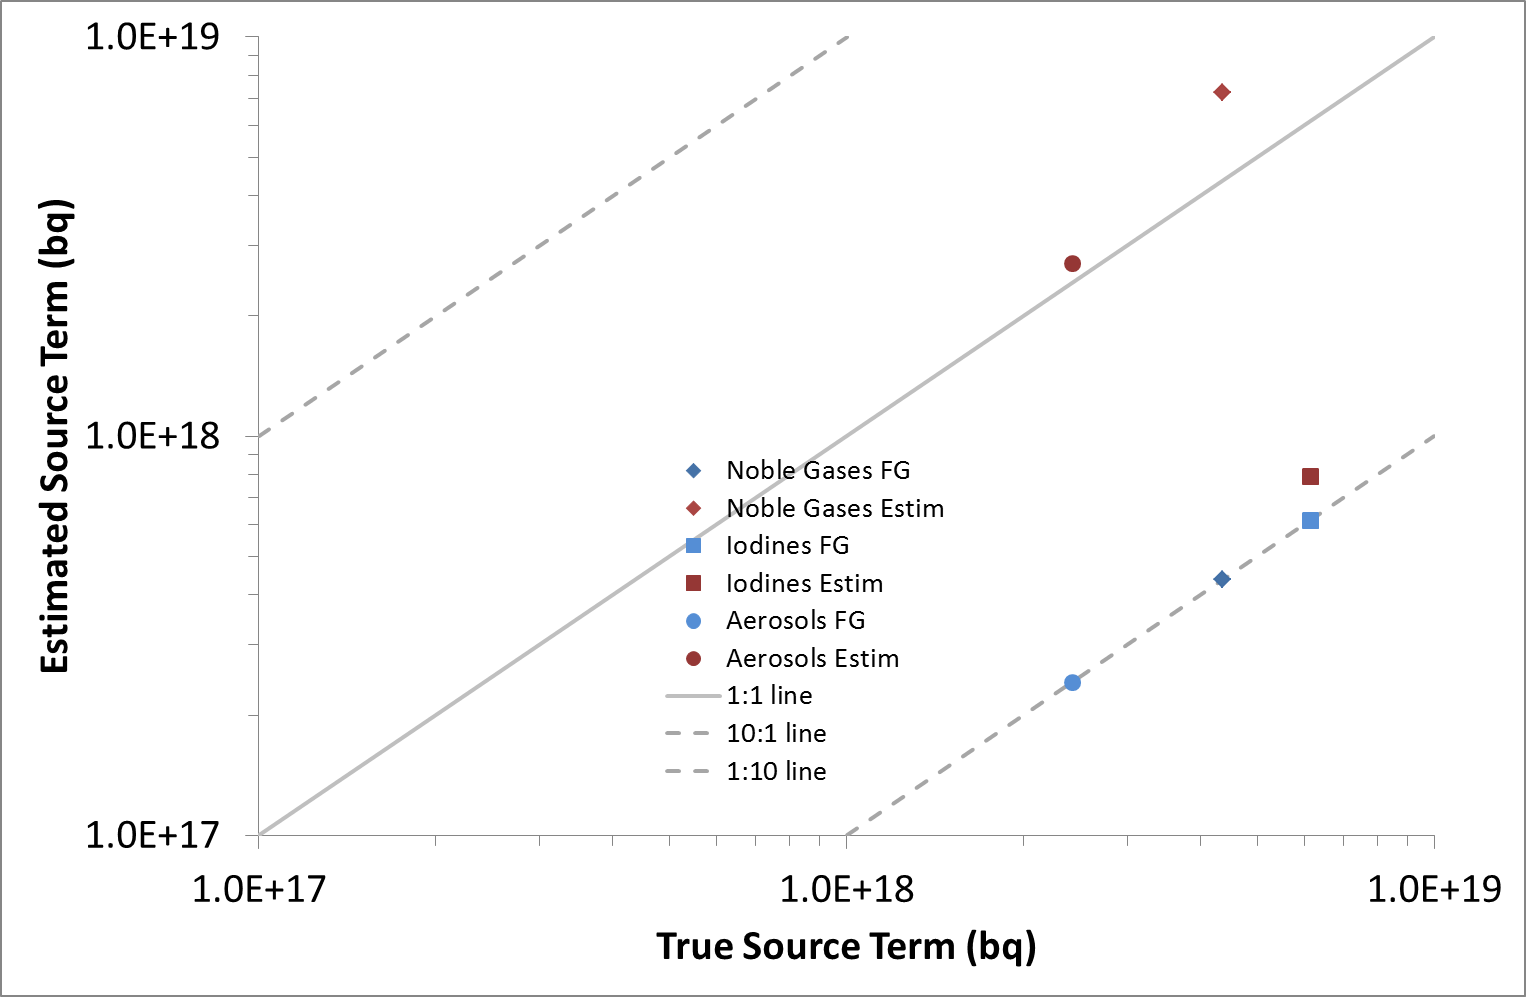 1.0E+19
1.0E+18
1.0E+17
Estimated Source Term (bq)
Noble Gases FG
Noble Gases Estim
Iodines FG
Iodines Estim
Aerosols FG
Aerosols Estim
1:1 line
10:1 line
1:10 line
1.0E+17
1.0E+18
1.0E+19
True Source Term (bq)